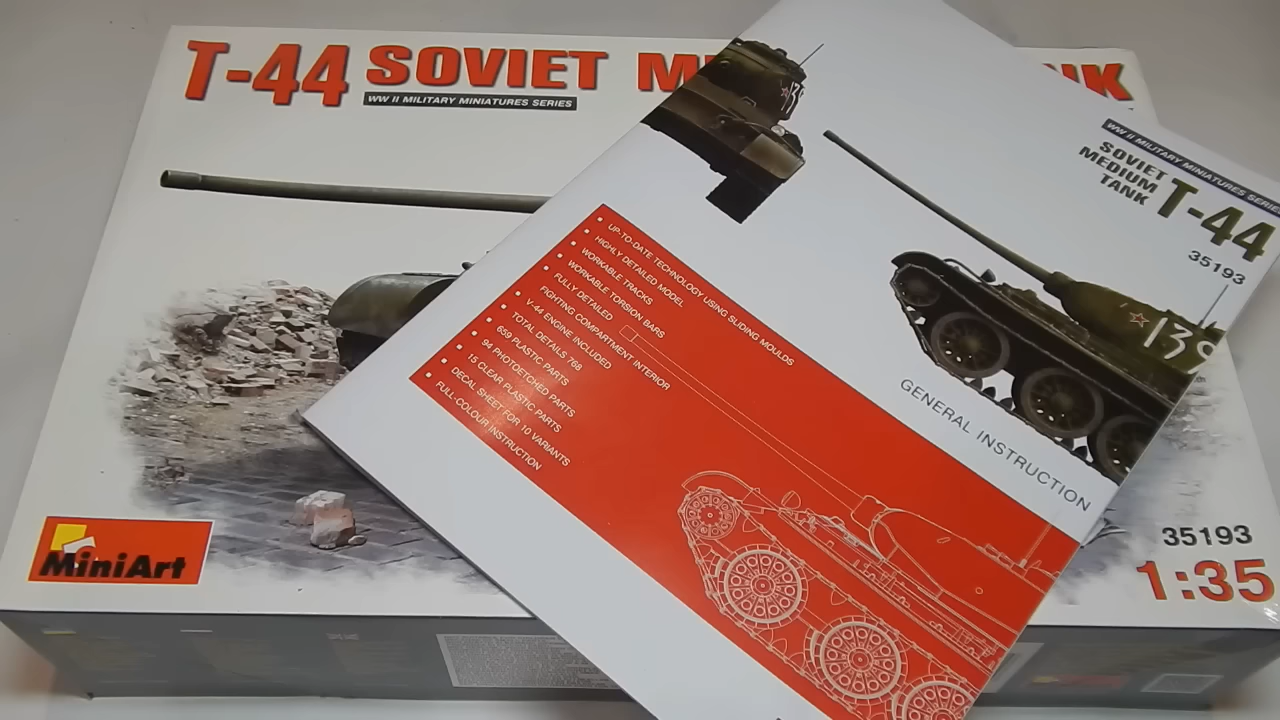 T-44 SOVIET M NK
WW II MILITARY MINIATURES SERIES
139
WW II MILITARY MINIATURES SERIES
SOVIET
MEDIUM
TANK
T-44
35193
139
GENERAL INSTRUCTION
UP-TO-DATE TECHNOLOGY USING SLIDING MOULDS
HIGHLY DETAILED MODEL
WORKABLE TRACKS
WORKABLE TORSION BARS
FULLY DETAILED
FIGHTING COMPARTMENT INTERIOR
V-44 ENGINE INCLUDED
TOTAL DETAILS 768
659 PLASTIC PARTS
94 PHOTOETCHED PARTS
15 CLEAR PLASTIC PARTS
DECAL SHEET FOR 10 VARIANTS
FULL-COLOUR INSTRUCTION
MiniArt
35193
1:35